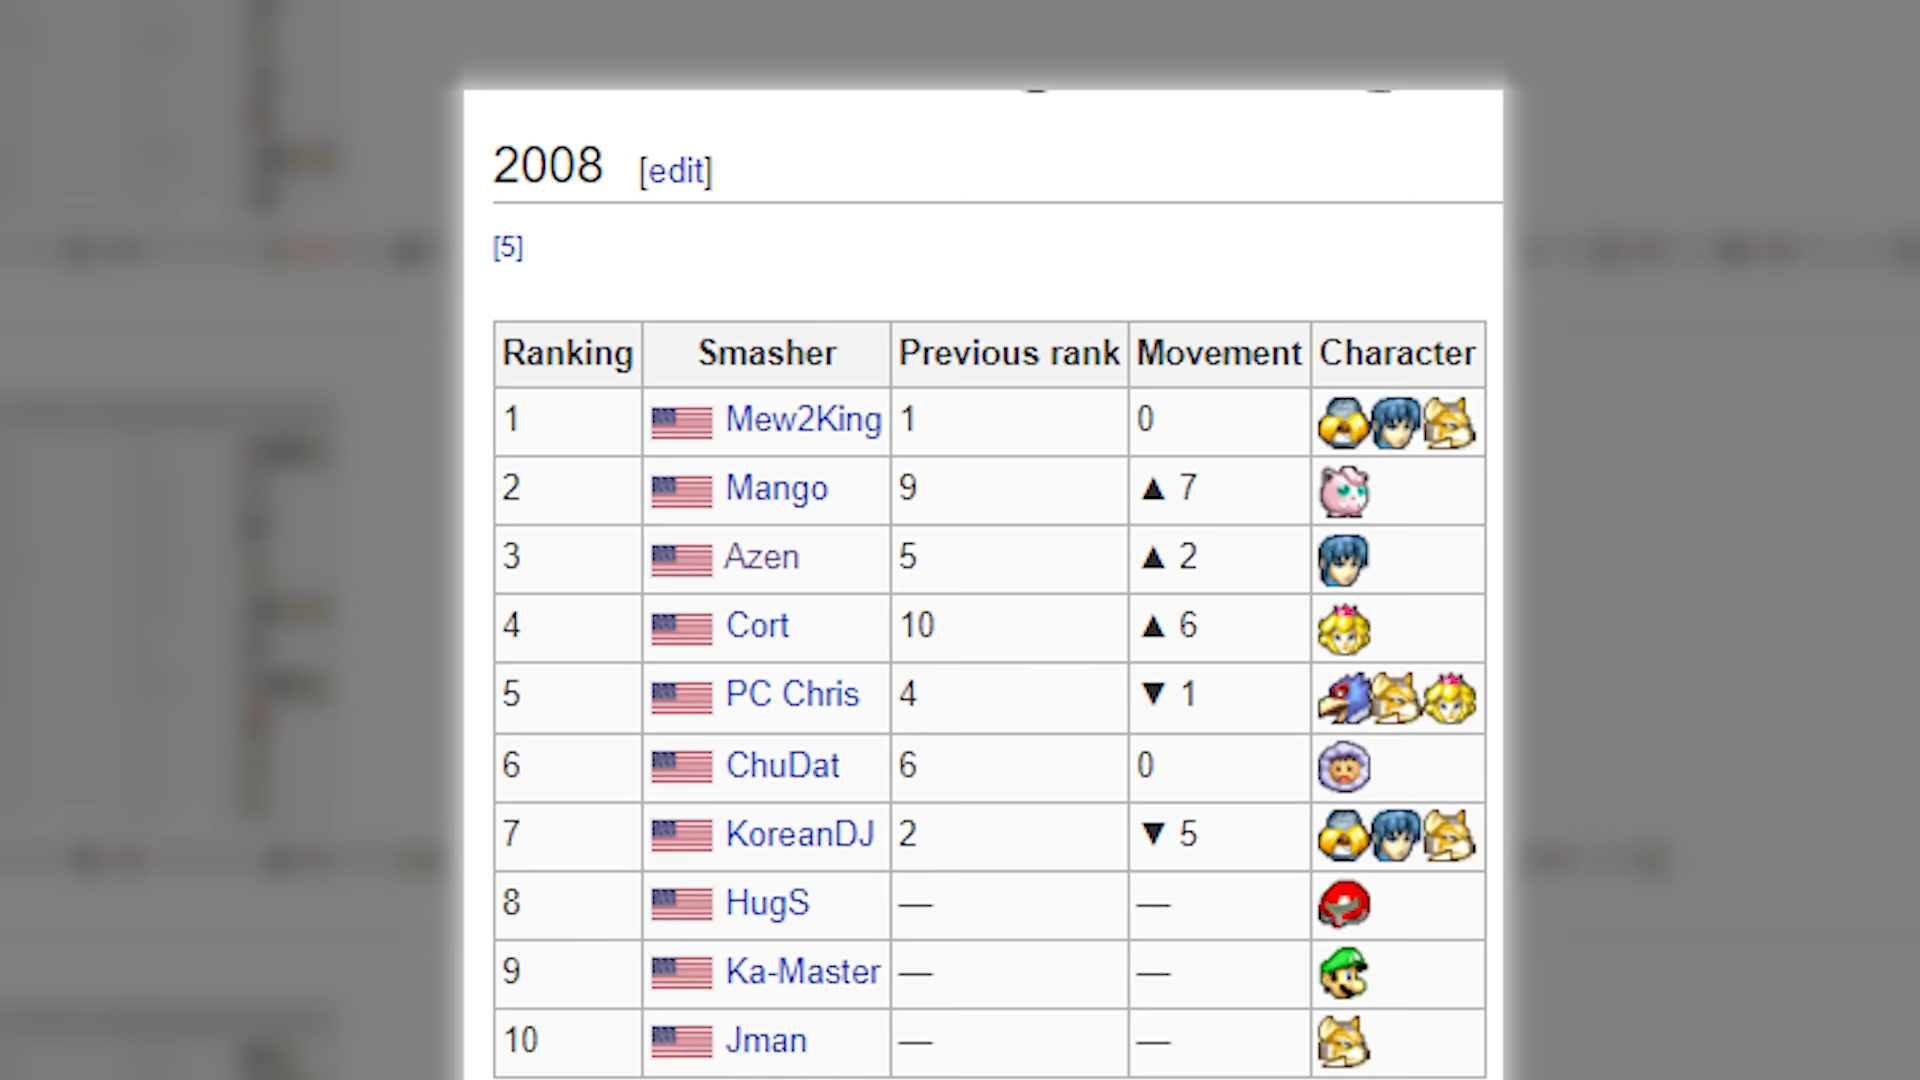 2008 [edit]
[5]
Ranking Smasher Previous rank Movement Character
1 Mew2King 1 0
2 Mango 9 ▲ 7
3 Azen 5 ▲ 2
4 Cort 10 ▲ 6
5 PC Chris 4 ▼ 1
6 ChuDat 6 0
7 KoreanDJ 2 ▼ 5
8 HugS — —
9 Ka-Master — —
10 Jman — —